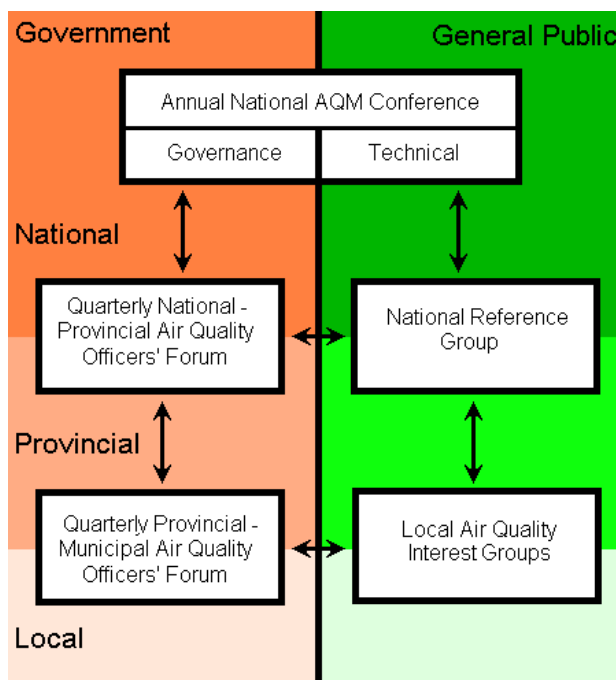 Government
General Public
Annual National AQM Conference
Governance
Technical
National
Quarterly National -
Provincial Air Quality
Officers' Forum
National Reference
Group
Provincial
Quarterly Provincial -
Municipal Air Quality
Officers' Forum
Local Air Quality
Interest Groups
Local